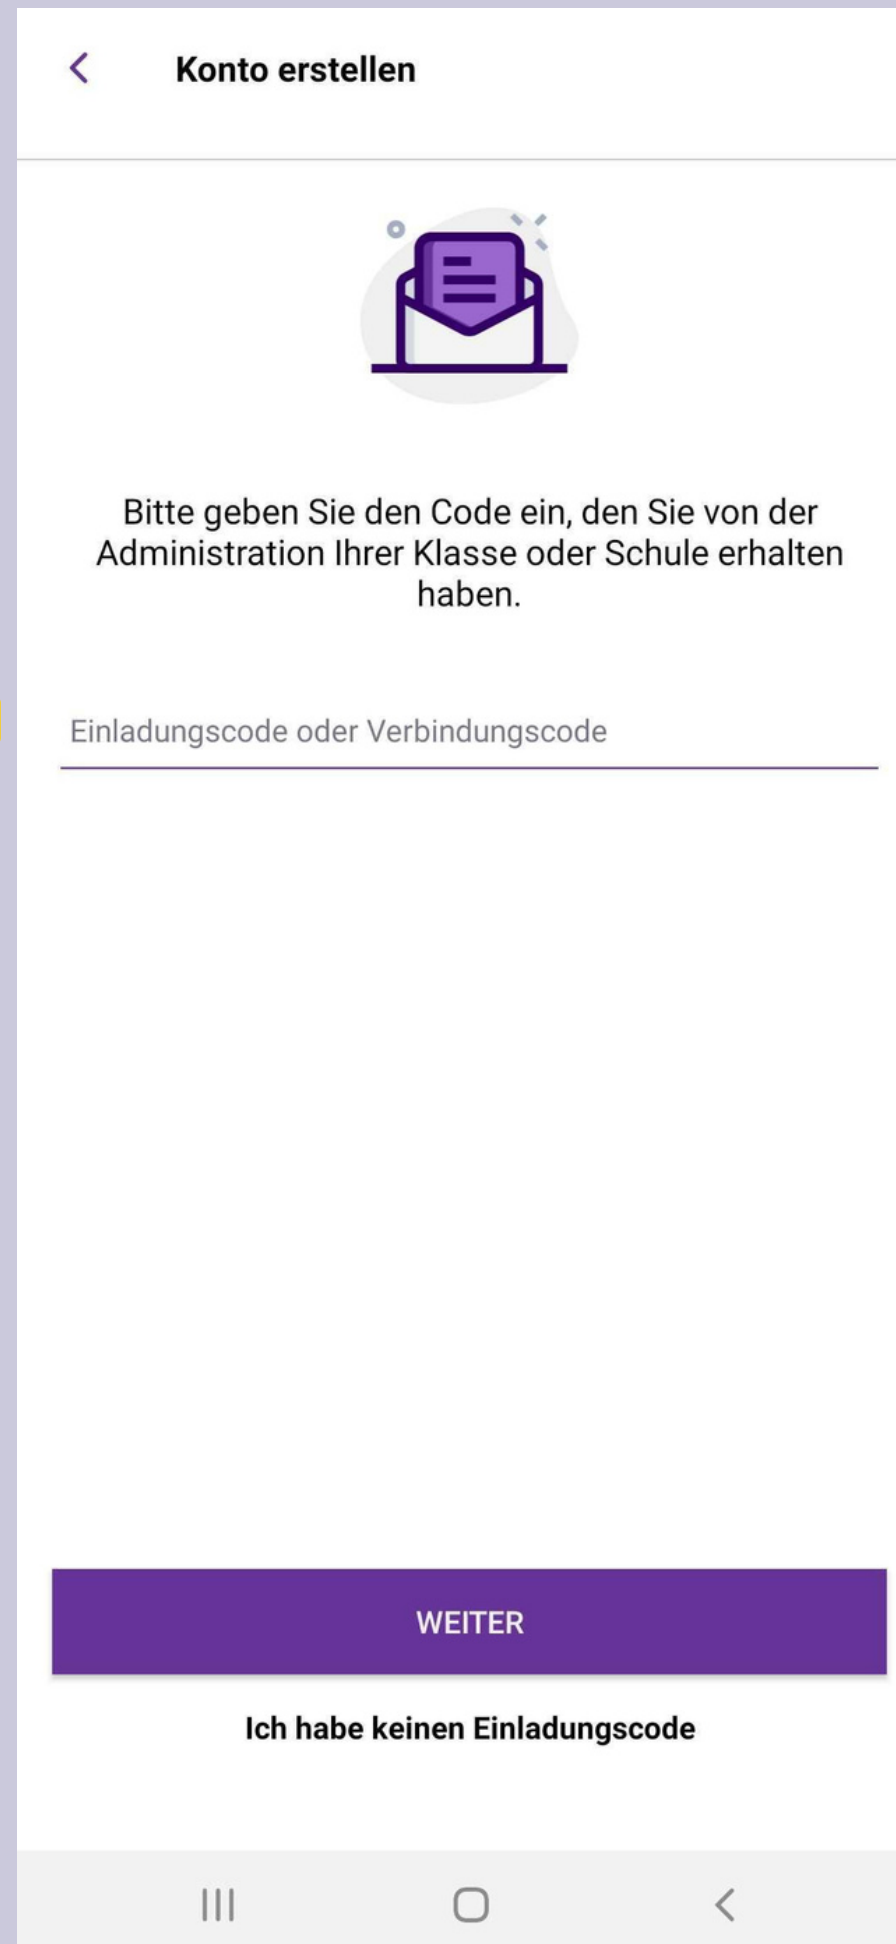 Konto erstellen
Bitte geben Sie den Code ein, den Sie von der
Administration Ihrer Klasse oder Schule erhalten
haben.
Einladungscode oder Verbindungscode
WEITER
Ich habe keinen Einladungscode